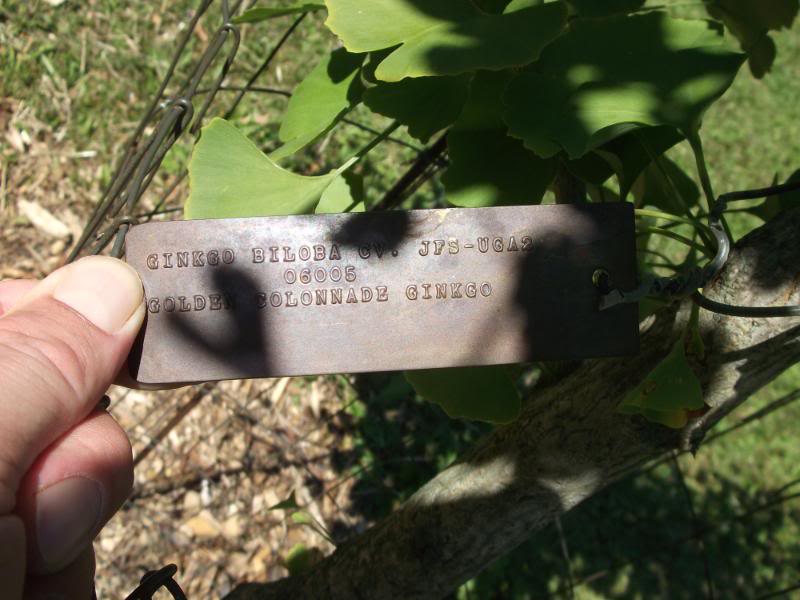 GINKGO BILOBA CV. JFS-UGA2
06005
GOLDEN COLONNADE GINKGO